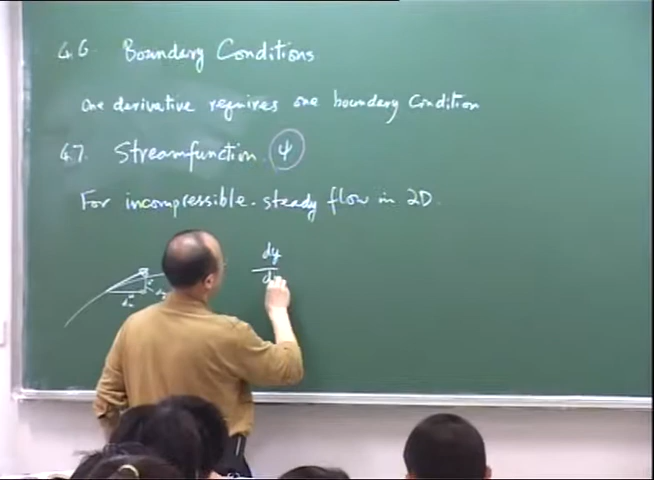 4.6 Boundary Conditions
One derivative requires one boundary Condition
4.7. Streamfunction ψ
For incompressible. steady flow in 2D.
dy
dx